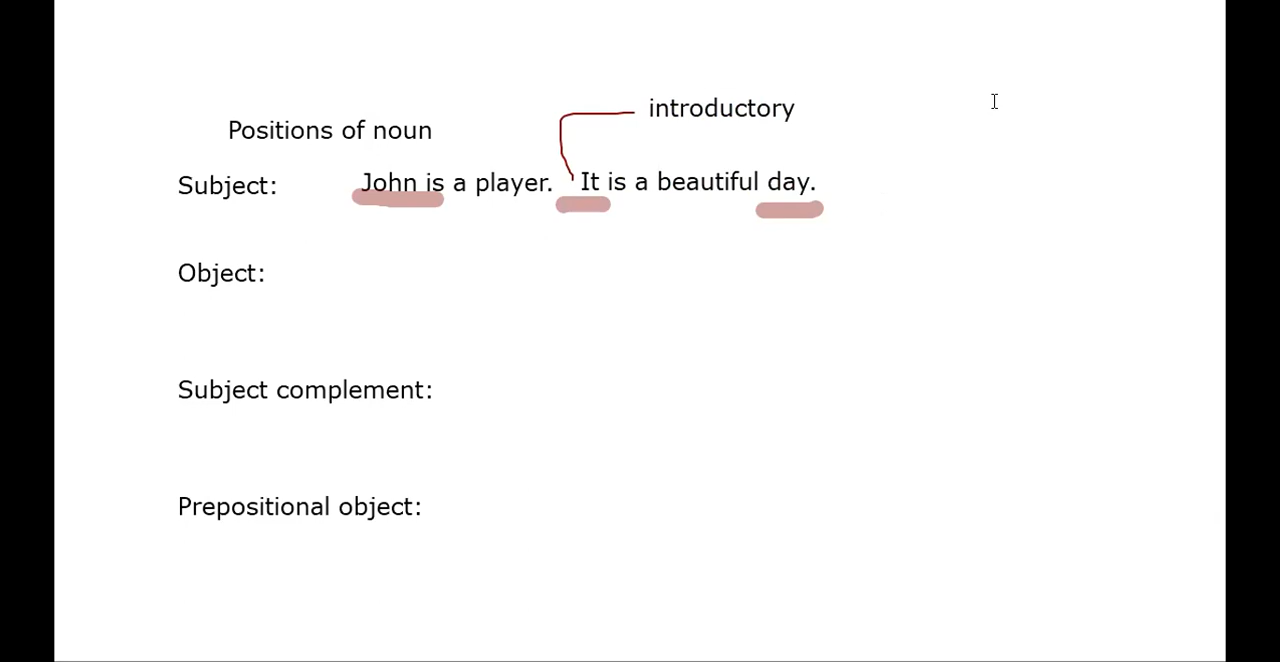 introductory
Positions of noun
Subject: John is a player. It is a beautiful day.
Object:
Subject complement:
Prepositional object: